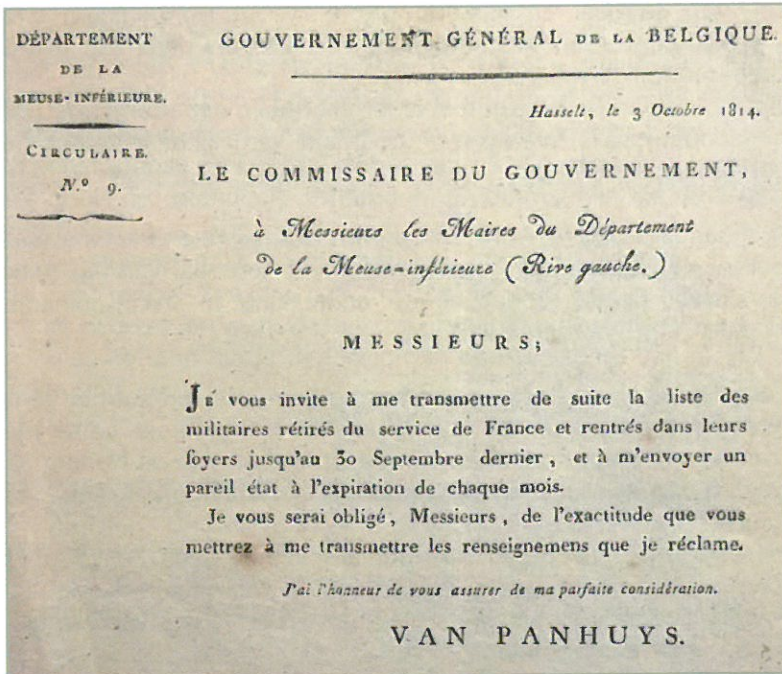 DÉPARTEMENT
DE LA
MEUSE-INFÉRIEURE.
CIRCULAIRE.
N.º 9.
GOUVERNEMENT GÉNÉRAL DE LA BELGIQUE.
Hasselt, le 3 Octobre 1814.
LE COMMISSAIRE DU GOUVERNEMENT,
à Messieurs les Maires du Département
de la Meuse-inférieure (Rive gauche.)
MESSIEURS;
JE vous invite à me transmettre de suite la liste des
militaires rétirés du service de France et rentrés dans leurs
foyers jusqu'au 30 Septembre dernier, et à m'envoyer un
pareil état à l'expiration de chaque mois.
Je vous serai obligé, Messieurs, de l'exactitude que vous
mettrez à me transmettre les renseignemens que je réclame.
J'ai l'honneur de vous assurer de ma parfaite considération.
VAN PANHUYS.